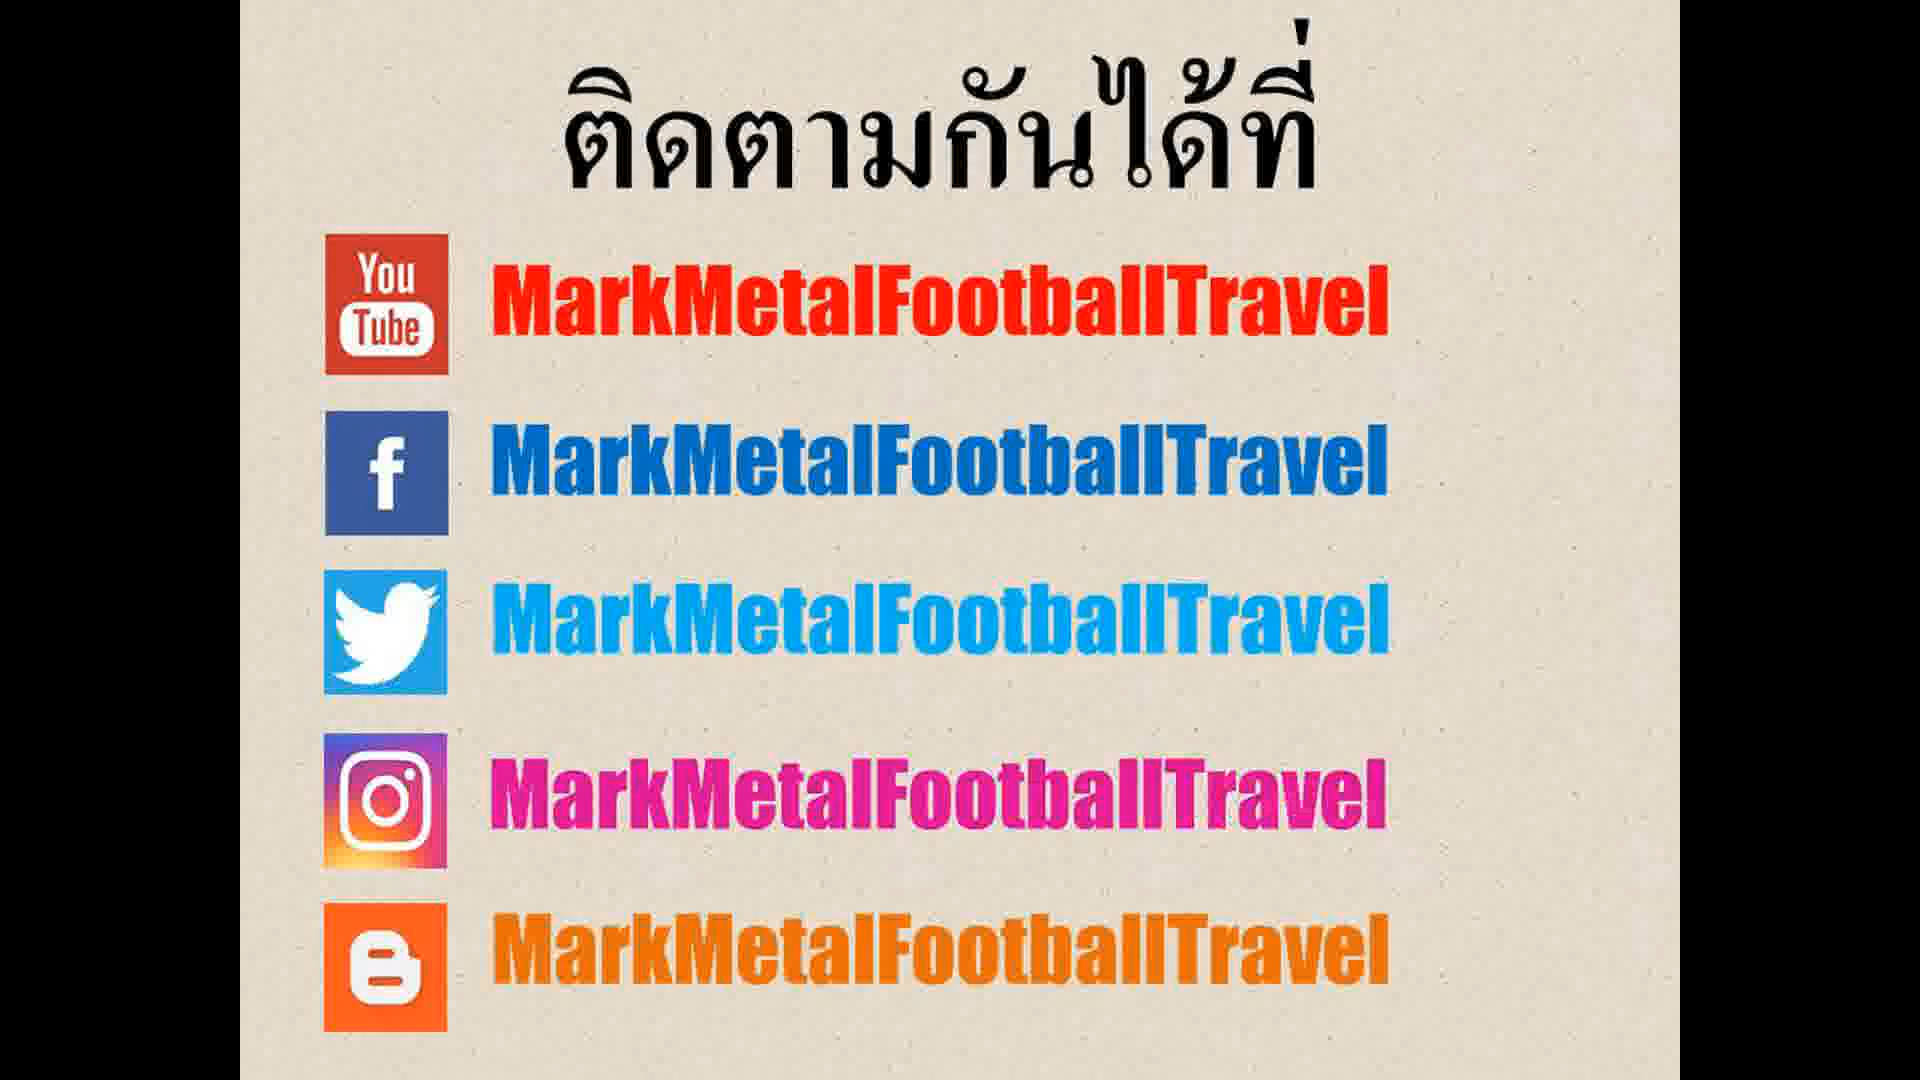 ติดตามกันได้ที่
You
Tube
MarkMetalFootballTravel
f
MarkMetalFootballTravel
MarkMetalFootballTravel
MarkMetalFootballTravel
B
MarkMetalFootballTravel